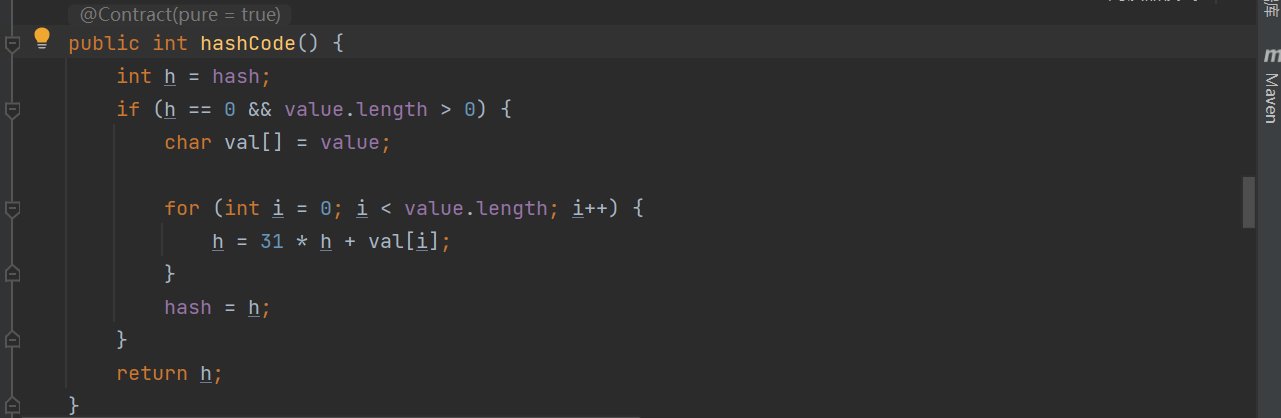 @Contract(pure = true)
public int hashCode() {
int h = hash;
if (h == 0 && value.length > 0) {
char val[] = value;
for (int i = 0; i < value.length; i++) {
h = 31 * h + val[i];
}
hash = h;
}
return h;
}
库
m
Maven